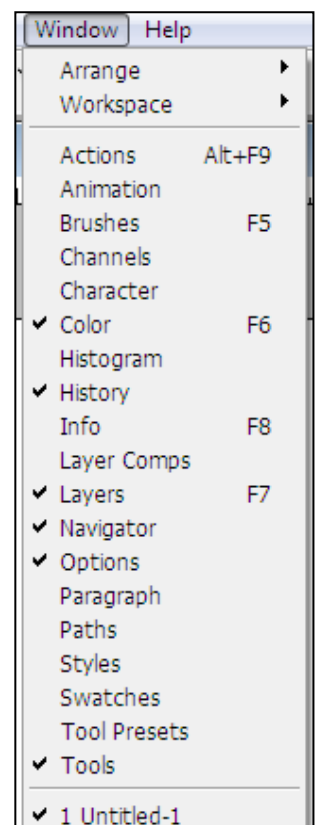 Window Help
Arrange
Workspace
Actions Alt+F9
Animation
Brushes F5
Channels
Character
Color F6
Histogram
History
Info F8
Layer Comps
Layers F7
Navigator
Options
Paragraph
Paths
Styles
Swatches
Tool Presets
Tools
1 Untitled-1